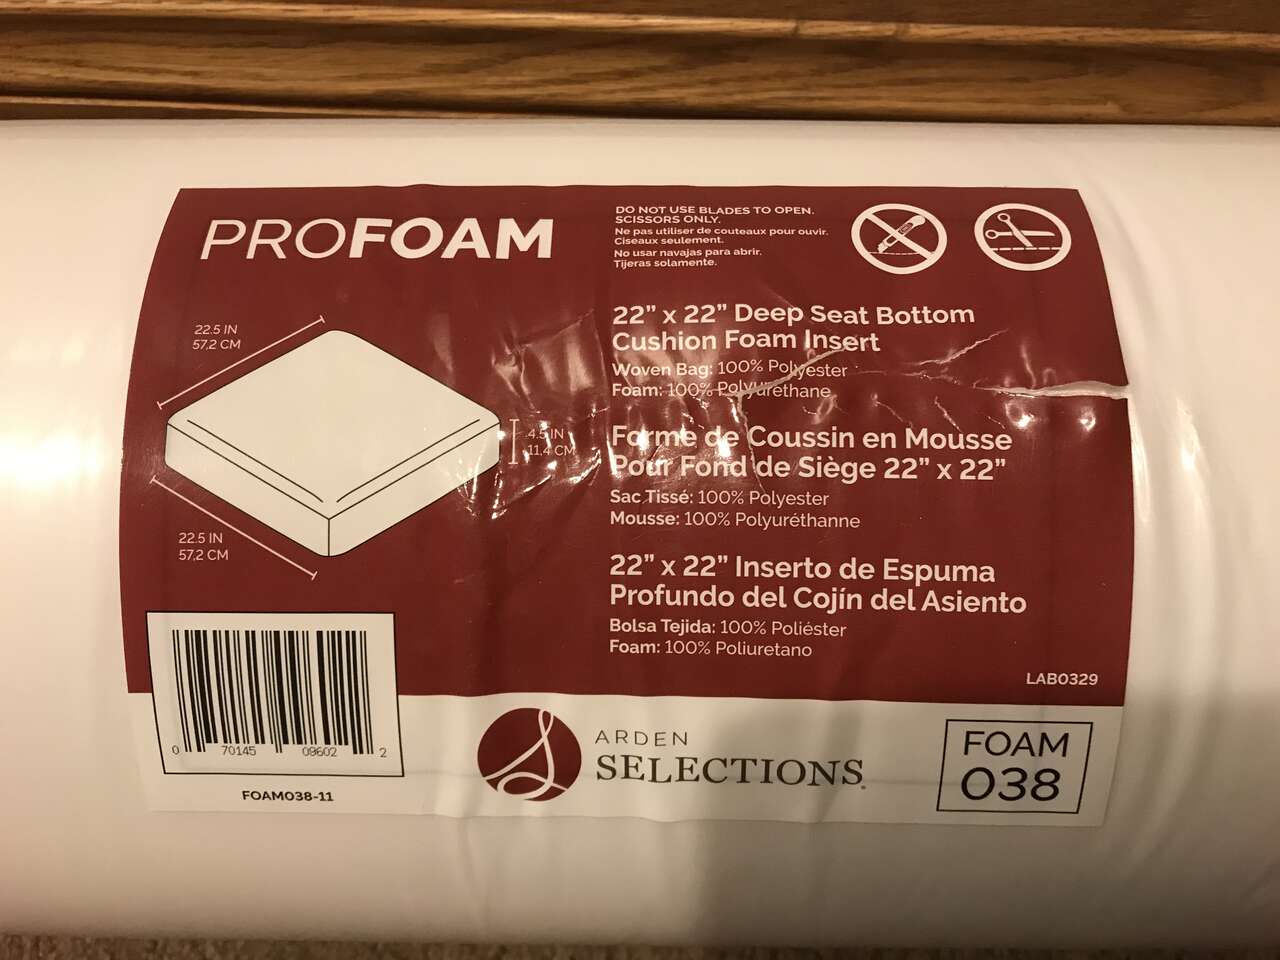 PROFOAM
22.5 IN
57,2 CM
4.5 IN
11,4 CM
22.5 IN
57,2 CM
DO NOT USE BLADES TO OPEN.
SCISSORS ONLY.
Ne pas utiliser de couteaux pour ouvir.
Ciseaux seulement.
No usar navajas para abrir.
Tijeras solamente.
22” x 22” Deep Seat Bottom
Cushion Foam Insert
Woven Bag: 100% Polyester
Foam: 100% Polyurethane
Forme de Coussin en Mousse
Pour Fond de Siège 22” x 22”
Sac Tissé: 100% Polyester
Mousse: 100% Polyuréthanne
22” x 22” Inserto de Espuma
Profundo del Cojín del Asiento
Bolsa Tejida: 100% Poliéster
Foam: 100% Poliuretano
LAB0329
0 70145 09602 2
FOAM038-11
ARDEN
SELECTIONS.
FOAM
038